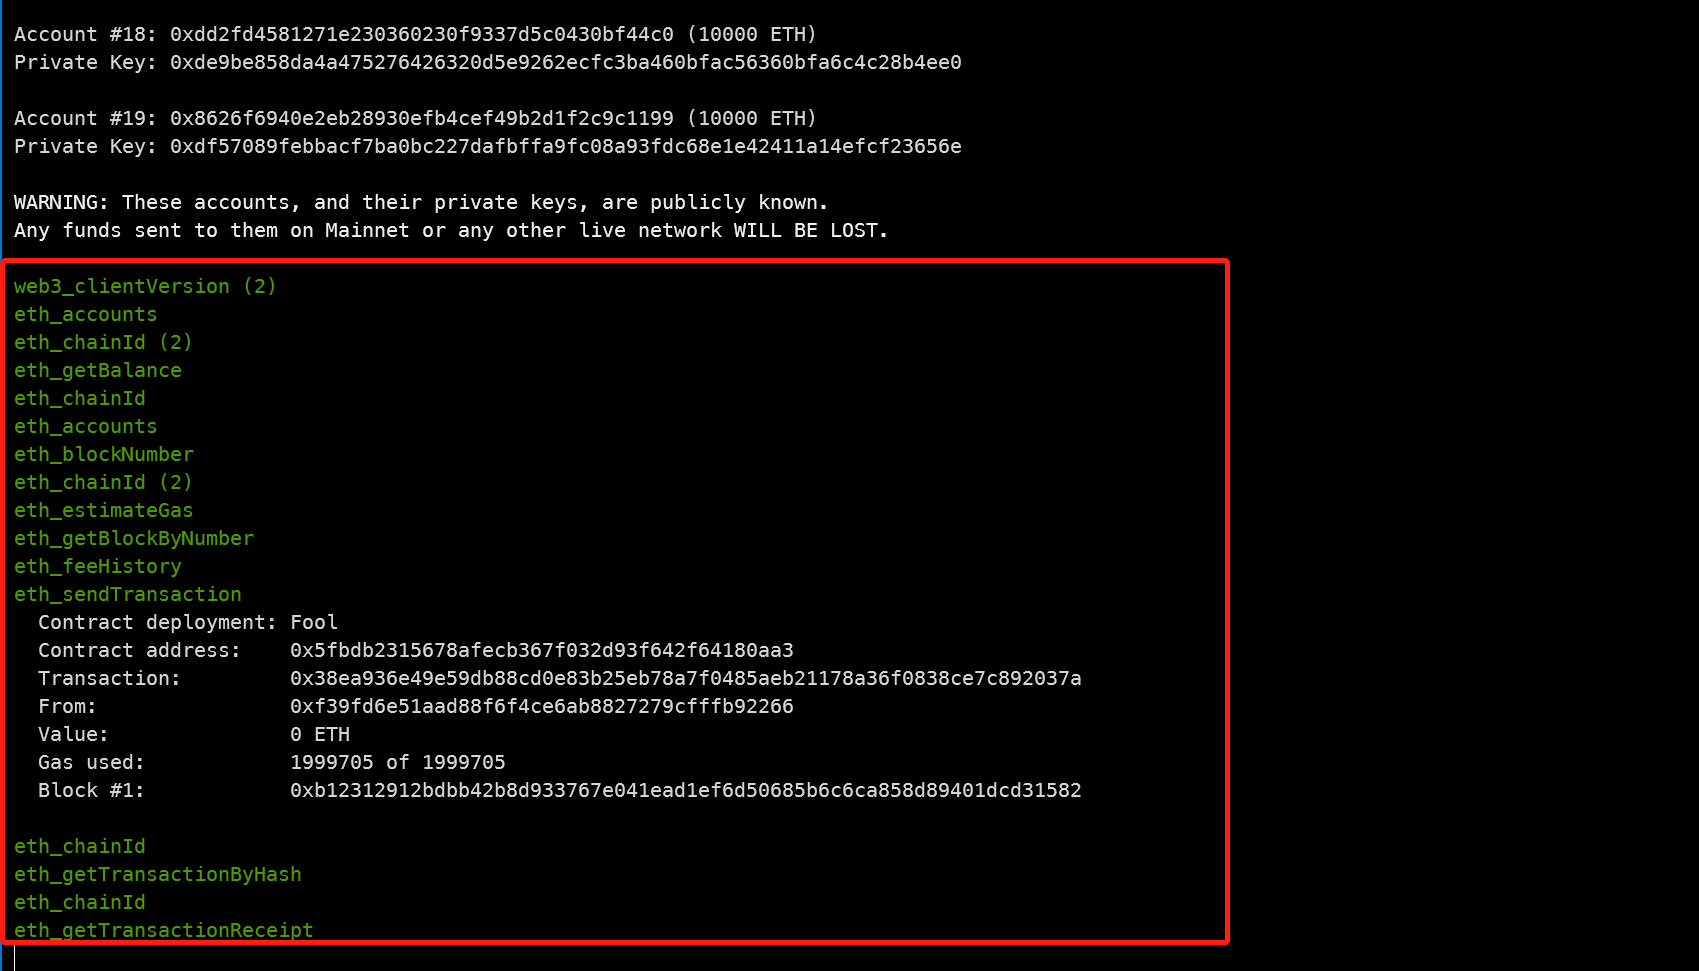 Account #18: 0xdd2fd4581271e230360230f9337d5c0430bf44c0 (10000 ETH)
Private Key: 0xde9be858da4a475276426320d5e9262ecfc3ba460bfac56360bfa6c4c28b4ee0
Account #19: 0x8626f6940e2eb28930efb4cef49b2d1f2c9c1199 (10000 ETH)
Private Key: 0xdf57089febbacf7ba0bc227dafbffa9fc08a93fdc68e1e42411a14efcf23656e
WARNING: These accounts, and their private keys, are publicly known.
Any funds sent to them on Mainnet or any other live network WILL BE LOST.
web3_clientVersion (2)
eth_accounts
eth_chainId (2)
eth_getBalance
eth_chainId
eth_accounts
eth_blockNumber
eth_chainId (2)
eth_estimateGas
eth_getBlockByNumber
eth_feeHistory
eth_sendTransaction
Contract deployment: Fool
Contract address: 0x5fbdb2315678afecb367f032d93f642f64180aa3
Transaction: 0x38ea936e49e59db88cd0e83b25eb78a7f0485aeb21178a36f0838ce7c892037a
From: 0xf39fd6e51aad88f6f4ce6ab8827279cfffb92266
Value: 0 ETH
Gas used: 1999705 of 1999705
Block #1: 0xb12312912bdbb42b8d933767e041ead1ef6d50685b6c6ca858d89401dcd31582
eth_chainId
eth_getTransactionByHash
eth_chainId
eth_getTransactionReceipt